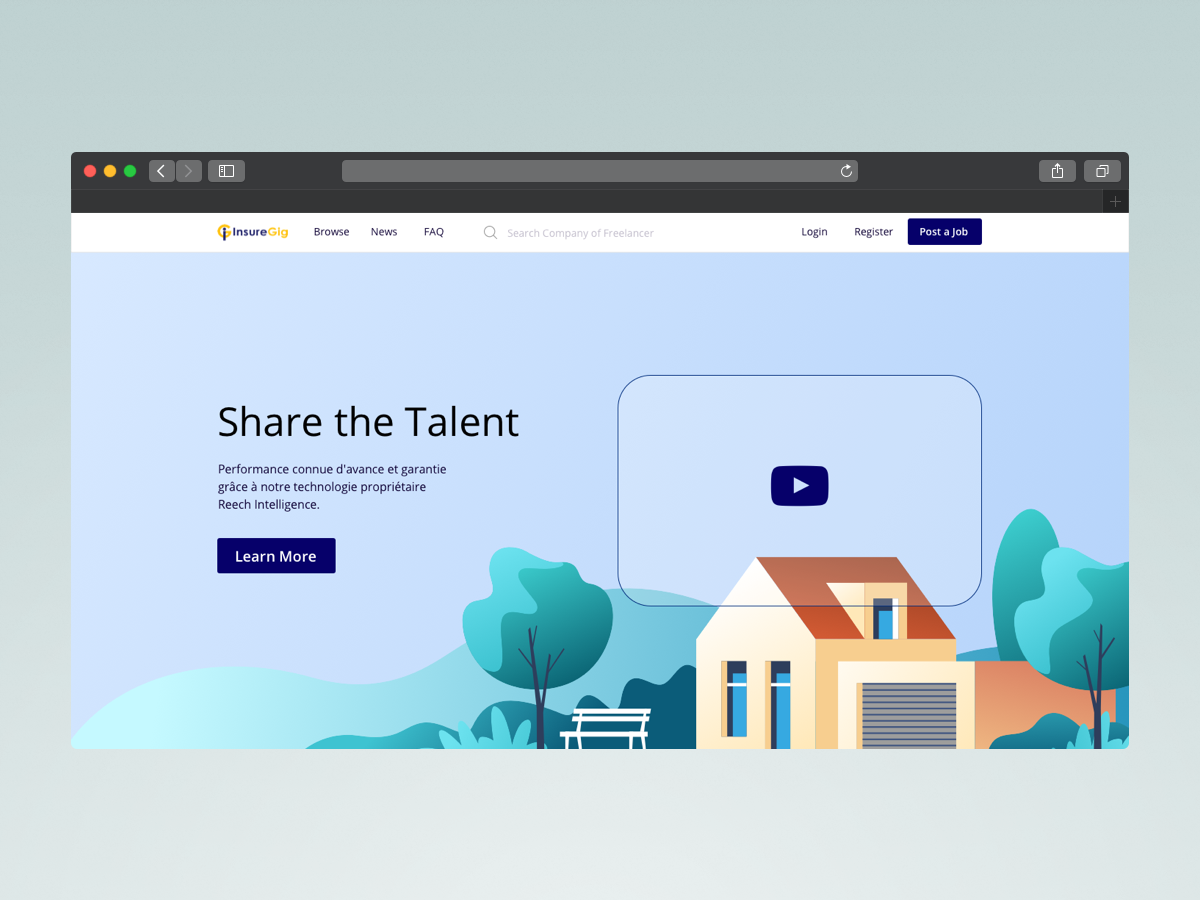 InsureGig
Browse News FAQ
Search Company of Freelancer
Login Register Post a Job
Share the Talent
Performance connue d'avance et garantie
grâce à notre technologie propriétaire
Reech Intelligence.
Learn More